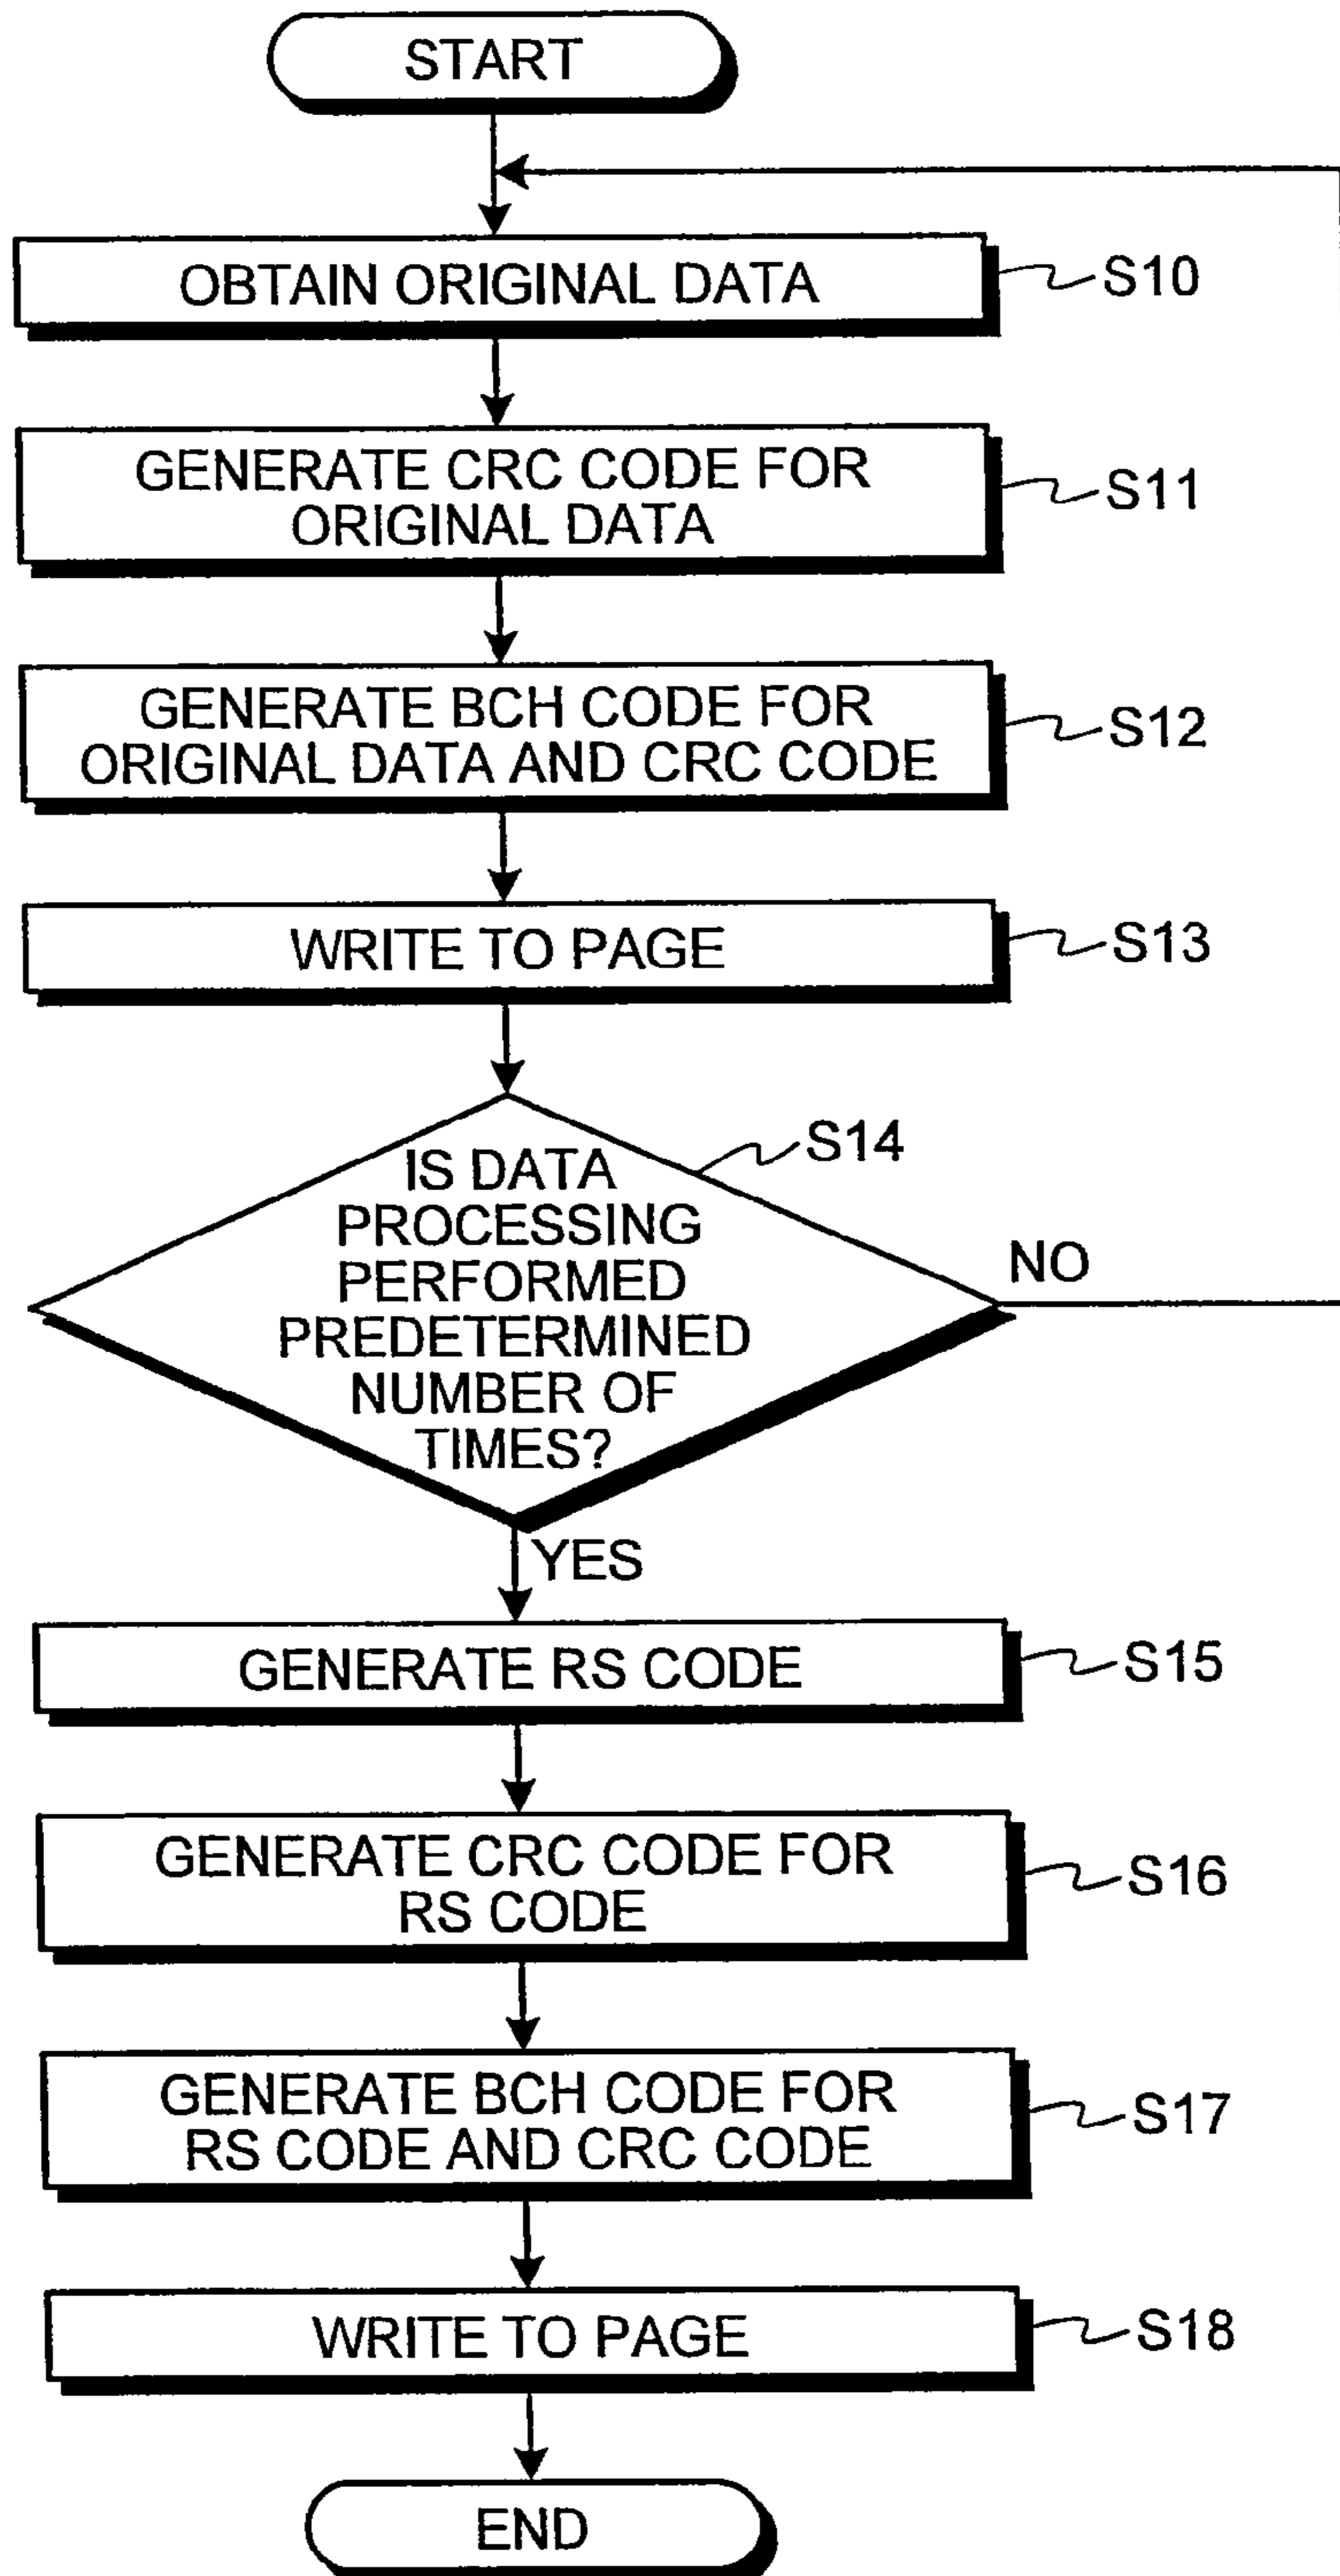 START
OBTAIN ORIGINAL DATA
S10
GENERATE CRC CODE FOR
ORIGINAL DATA
S11
GENERATE BCH CODE FOR
ORIGINAL DATA AND CRC CODE
S12
WRITE TO PAGE
S13
S14
IS DATA
PROCESSING
PERFORMED
PREDETERMINED
NUMBER OF
TIMES?
NO
YES
GENERATE RS CODE
S15
GENERATE CRC CODE FOR
RS CODE
S16
GENERATE BCH CODE FOR
RS CODE AND CRC CODE
S17
WRITE TO PAGE
S18
END